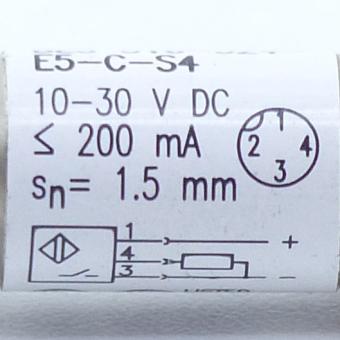 E5-C-S4
10-30 V DC
≤ 200 mA
sn= 1.5 mm
1
2 4
3
1 +
4
3 −